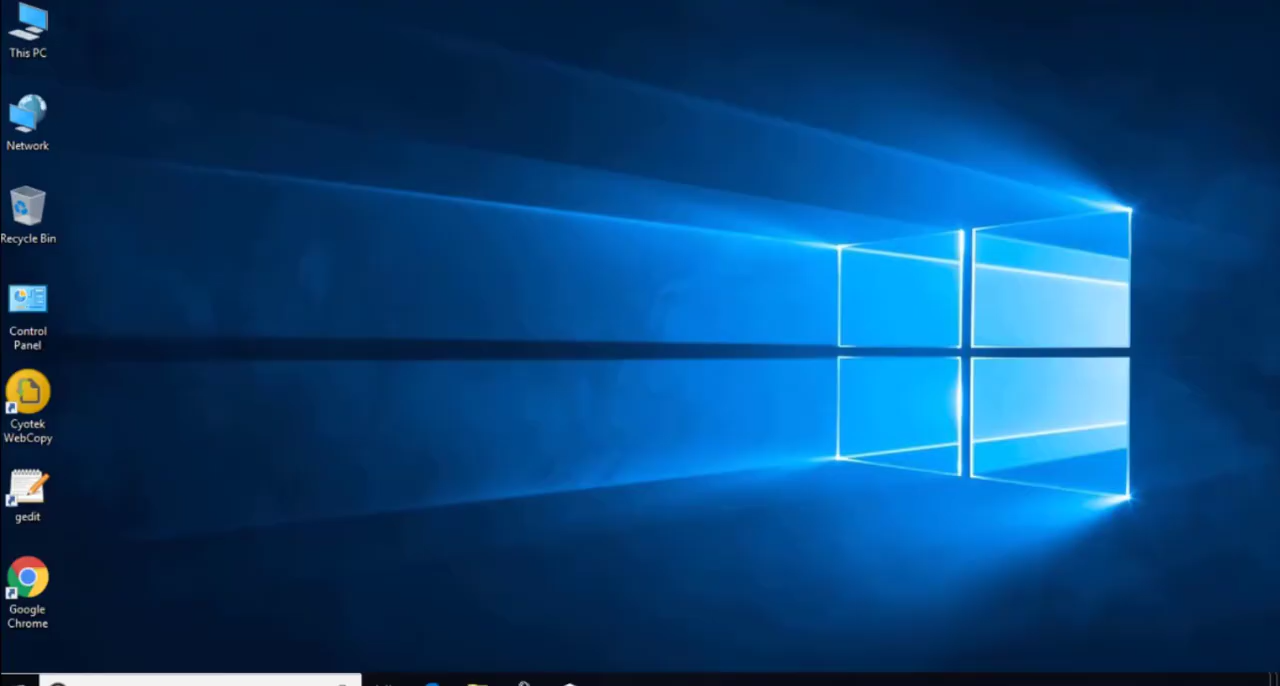 This PC
Network
Recycle Bin
Control
Panel
Cyotek
WebCopy
gedit
Google
Chrome